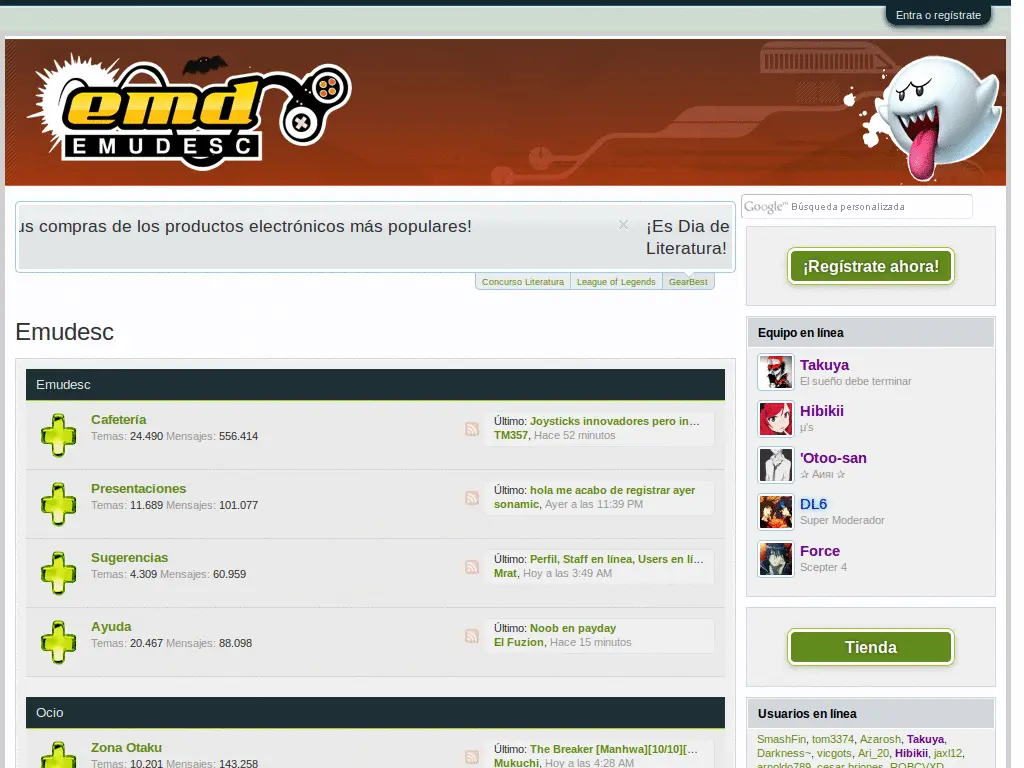 Entra o regístrate
emd
EMUDESC
us compras de los productos electrónicos más populares!
¡Es Dia de
Literatura!
Concurso Literatura
League of Legends
GearBest
Google™ Búsqueda personalizada
¡Regístrate ahora!
Emudesc
Emudesc
Cafetería
Temas: 24.490 Mensajes: 556.414
Último: Joysticks innovadores pero in…
TM357, Hace 52 minutos
Presentaciones
Temas: 11.689 Mensajes: 101.077
Último: hola me acabo de registrar ayer
sonamic, Ayer a las 11:39 PM
Sugerencias
Temas: 4.309 Mensajes: 60.959
Último: Perfil, Staff en línea, Users en lí…
Mrat, Hoy a las 3:49 AM
Ayuda
Temas: 20.467 Mensajes: 88.098
Último: Noob en payday
El Fuzion, Hace 15 minutos
Ocio
Zona Otaku
Temas: 10.201 Mensajes: 143.258
Último: The Breaker [Manhwa][10/10][…
Mukuchi, Hoy a las 4:28 AM
Equipo en línea
Takuya
El sueño debe terminar
Hibikii
μ's
'Otoo-san
✰ Aияι ✰
DL6
Super Moderador
Force
Scepter 4
Tienda
Usuarios en línea
SmashFin, tom3374, Azarosh, Takuya,
Darkness~, vicgots, Ari_20, Hibikii, jaxl12,
arnoldo789, cesar briones, ROBCVXD,